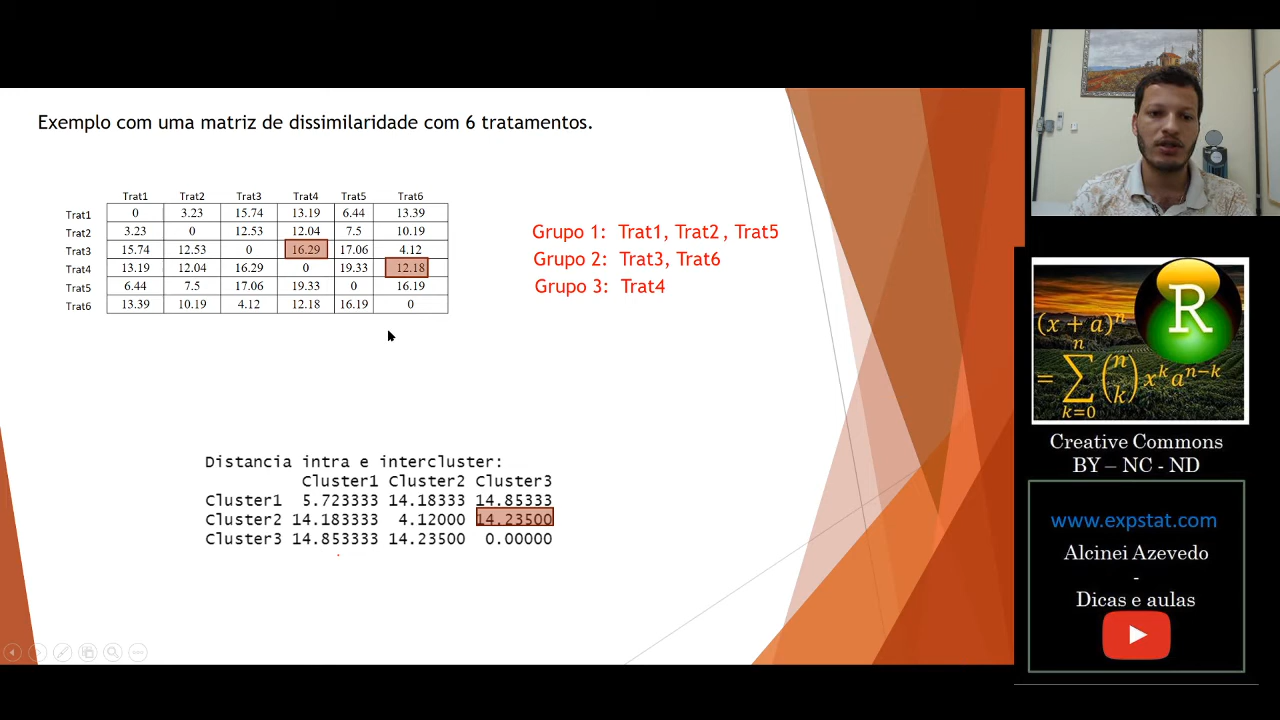 Exemplo com uma matriz de dissimilaridade com 6 tratamentos.
Trat1 Trat2 Trat3 Trat4 Trat5 Trat6
Trat1 0 3.23 15.74 13.19 6.44 13.39
Trat2 3.23 0 12.53 12.04 7.5 10.19
Trat3 15.74 12.53 0 16.29 17.06 4.12
Trat4 13.19 12.04 16.29 0 19.33 12.18
Trat5 6.44 7.5 17.06 19.33 0 16.19
Trat6 13.39 10.19 4.12 12.18 16.19 0
Grupo 1: Trat1, Trat2 , Trat5
Grupo 2: Trat3, Trat6
Grupo 3: Trat4
Distancia intra e intercluster:
Cluster1 Cluster2 Cluster3
Cluster1 5.723333 14.18333 14.85333
Cluster2 14.183333 4.12000 14.23500
Cluster3 14.853333 14.23500 0.00000
R
(x + a)^n
= ∑_{k=0}^{n} (n k) x^k a^{n-k}
Creative Commons
BY – NC - ND
www.expstat.com
Alcinei Azevedo
-
Dicas e aulas